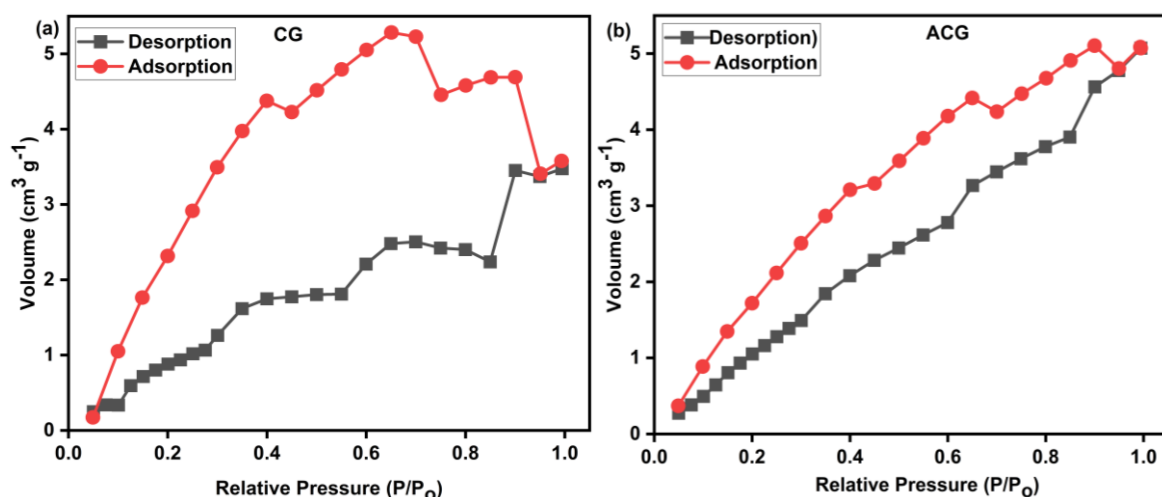 (a)
CG
Desorption
Adsorption
Voloume (cm³ g⁻¹)
5
4
3
2
1
0
0.0 0.2 0.4 0.6 0.8 1.0
Relative Pressure (P/Po)
(b)
ACG
Desorption)
Adsorption
Voloume (cm³ g⁻¹)
5
4
3
2
1
0
0.0 0.2 0.4 0.6 0.8 1.0
Relative Pressure (P/Po)